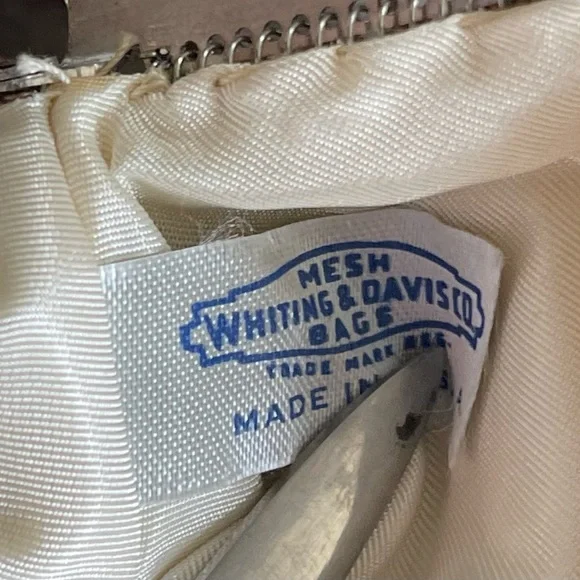 MESH
WHITING & DAVIS CO.
BAGS
TRADE MARK REG.
MADE IN